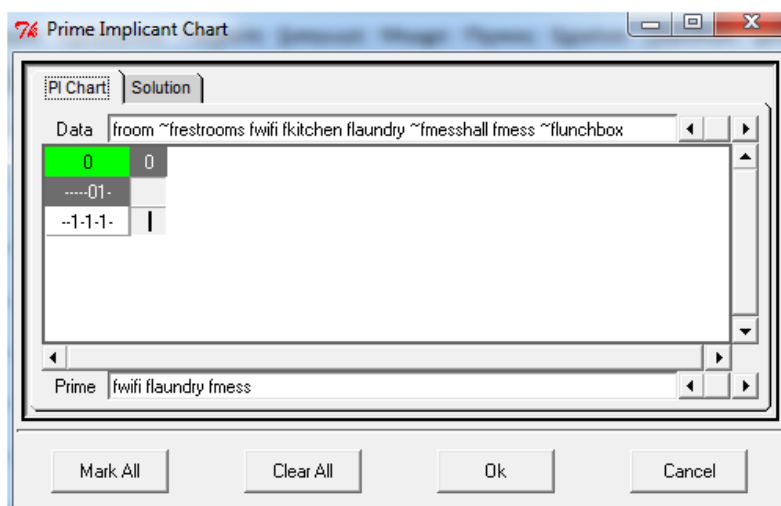 Prime Implicant Chart
PI Chart Solution
Data froom ~frestrooms fwifi fkitchen flaundry ~fmesshall fmess ~flunchbox
0 0
-----01-
--1-1-1-
Prime fwifi flaundry fmess
Mark All Clear All Ok Cancel